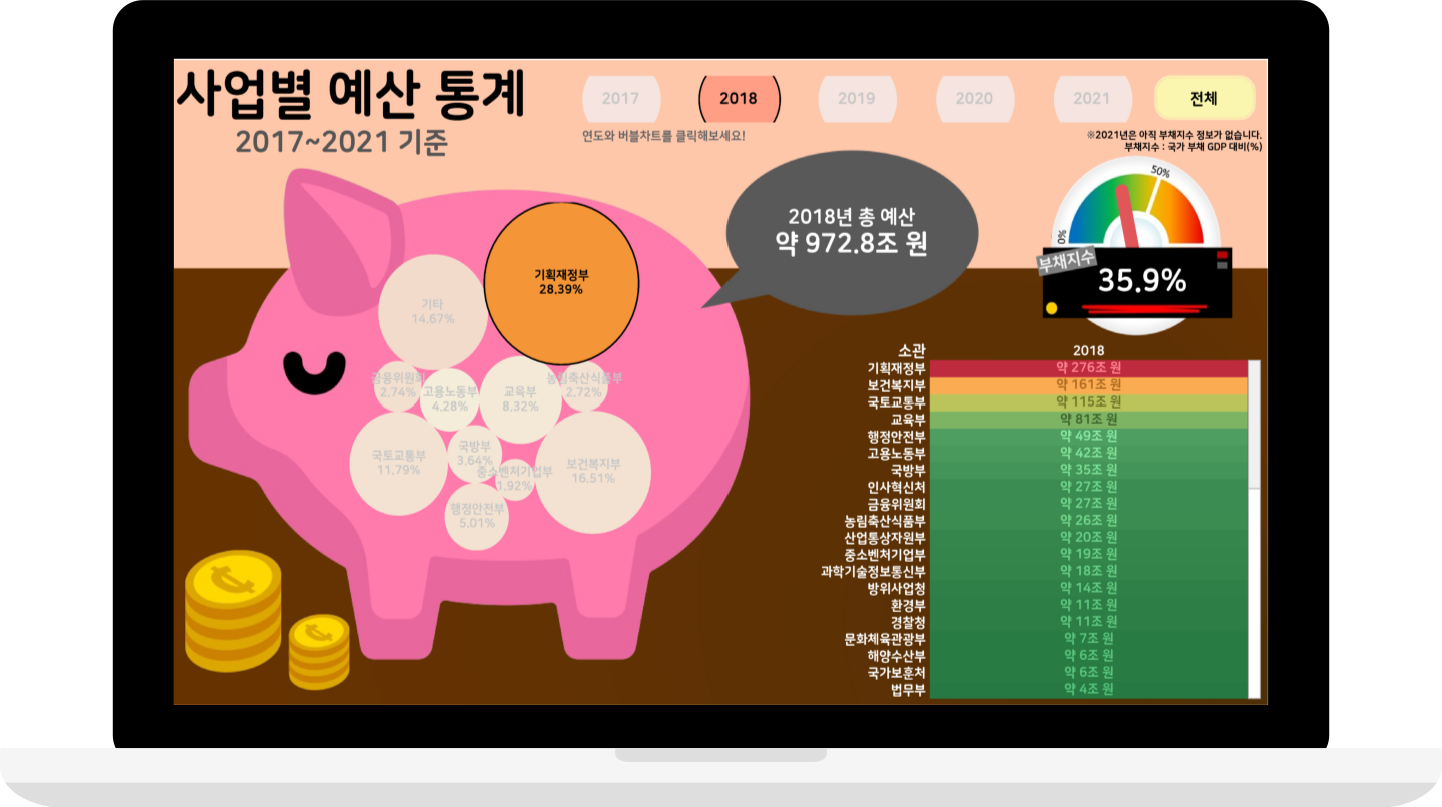 사업별 예산 통계
2017~2021 기준
2017
2018
2019
2020
2021
전체
연도와 버블차트를 클릭해보세요!
※2021년은 아직 부채지수 정보가 없습니다.
부채지수 : 국가 부채 GDP 대비(%)
2018년 총 예산
약 972.8조 원
0%
50%
부채지수
35.9%
기획재정부
28.39%
기타
14.67%
금융위원회
2.74%
고용노동부
4.28%
교육부
8.32%
농림축산식품부
2.72%
국토교통부
11.79%
국방부
3.64%
중소벤처기업부
1.92%
보건복지부
16.51%
행정안전부
5.01%
소관 2018
기획재정부 약 276조 원
보건복지부 약 161조 원
국토교통부 약 115조 원
교육부 약 81조 원
행정안전부 약 49조 원
고용노동부 약 42조 원
국방부 약 35조 원
인사혁신처 약 27조 원
금융위원회 약 27조 원
농림축산식품부 약 26조 원
산업통상자원부 약 20조 원
중소벤처기업부 약 19조 원
과학기술정보통신부 약 18조 원
방위사업청 약 14조 원
환경부 약 11조 원
경찰청 약 11조 원
문화체육관광부 약 7조 원
해양수산부 약 6조 원
국가보훈처 약 6조 원
법무부 약 4조 원